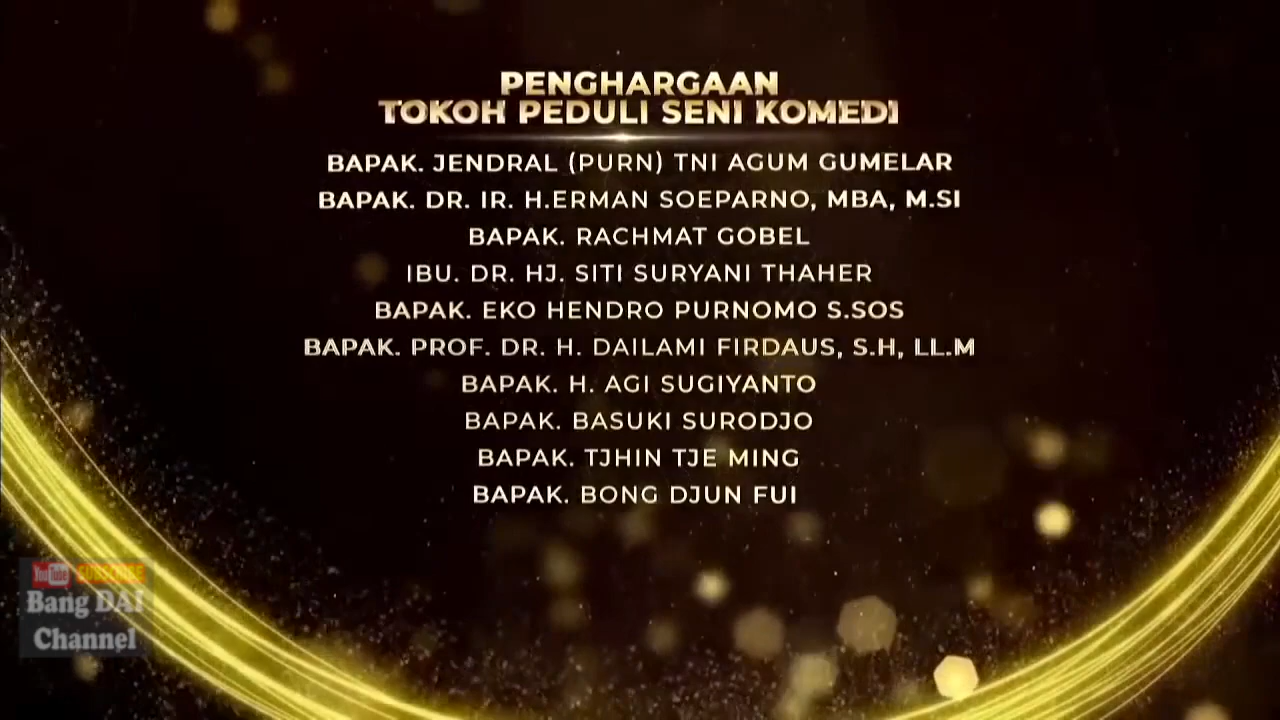 PENGHARGAAN
TOKOH PEDULI SENI KOMEDI
BAPAK. JENDRAL (PURN) TNI AGUM GUMELAR
BAPAK. DR. IR. H.ERMAN SOEPARNO, MBA, M.SI
BAPAK. RACHMAT GOBEL
IBU. DR. HJ. SITI SURYANI THAHER
BAPAK. EKO HENDRO PURNOMO S.SOS
BAPAK. PROF. DR. H. DAILAMI FIRDAUS, S.H, LL.M
BAPAK. H. AGI SUGIYANTO
BAPAK. BASUKI SURODJO
BAPAK. TJHIN TJE MING
BAPAK. BONG DJUN FUI
YouTube SUBSCRIBE
Bang DAI
Channel